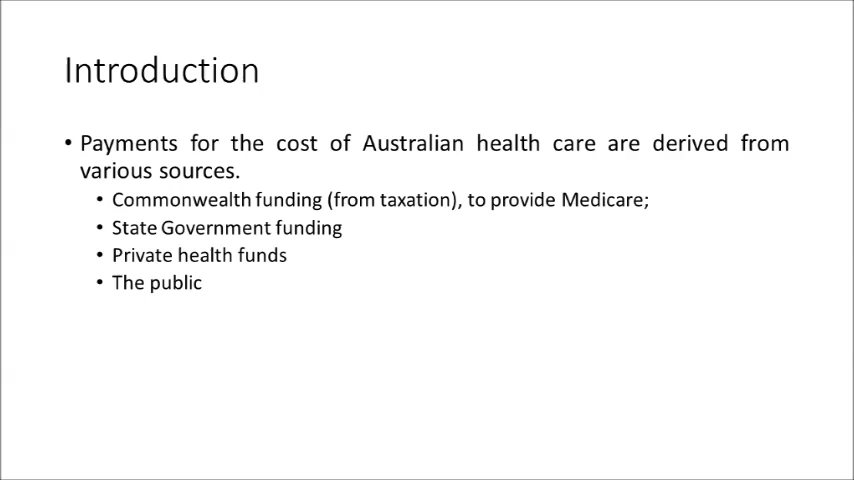 Introduction
• Payments for the cost of Australian health care are derived from
various sources.
• Commonwealth funding (from taxation), to provide Medicare;
• State Government funding
• Private health funds
• The public